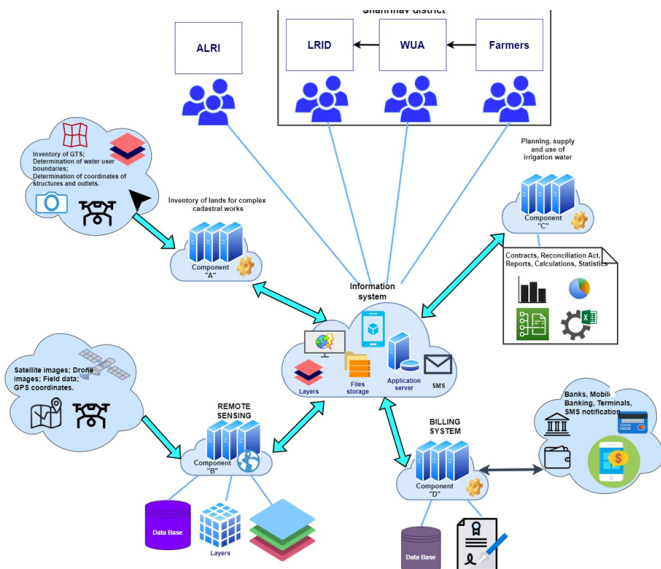 Shahrinav district
ALRI
LRID
WUA
Farmers
Inventory of GTS;
Determination of water user
boundaries;
Determination of coordinates of
structures and outlets.
Inventory of lands for complex
cadastral works
Component
"A"
Planning, supply
and use of
irrigation water
Component
"C"
Contracts, Reconciliation Act,
Reports, Calculations, Statistics
Information
system
Layers
Files
storage
Application
server
SMS
Satellite images; Drone
images; Field data;
GPS coordinates.
REMOTE
SENSING
Component
"B"
Data Base
Layers
BILLING
SYSTEM
Component
"D"
Data Base
Banks, Mobile
Banking, Terminals,
SMS notification.